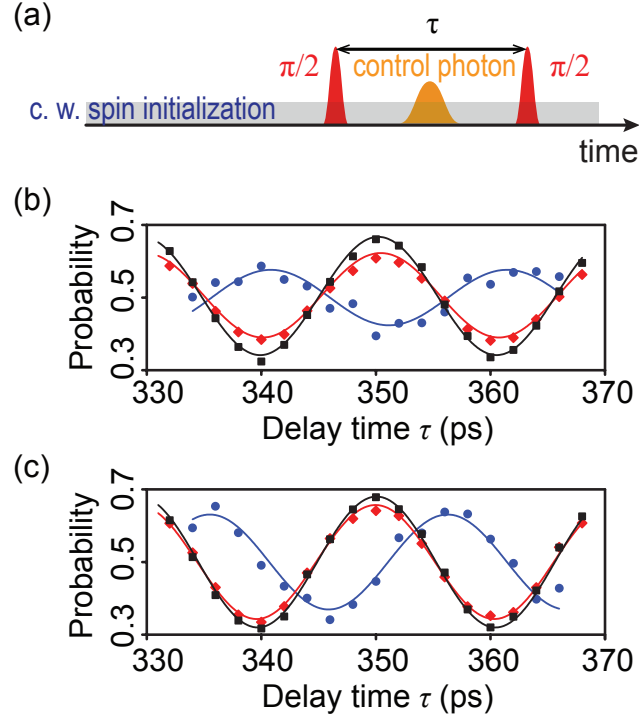 (a)
τ
π/2 control photon π/2
c. w. spin initialization
time
(b)
Probability
0.7
0.5
0.3
330 340 350 360 370
Delay time τ (ps)
(c)
Probability
0.7
0.5
0.3
330 340 350 360 370
Delay time τ (ps)